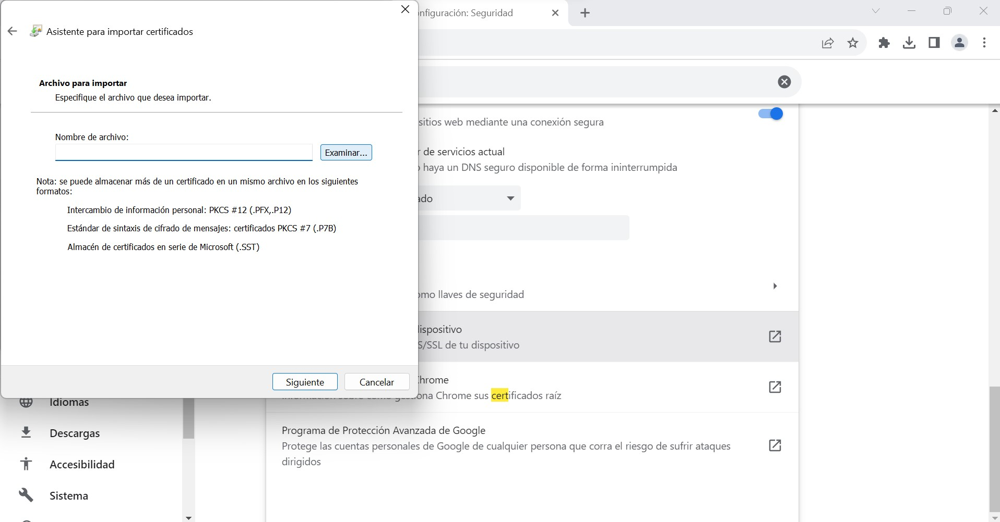 Asistente para importar certificados
Archivo para importar
Especifique el archivo que desea importar.
Nombre de archivo:
Examinar...
Nota: se puede almacenar más de un certificado en un mismo archivo en los siguientes
formatos:
Intercambio de información personal: PKCS #12 (.PFX,.P12)
Estándar de sintaxis de cifrado de mensajes: certificados PKCS #7 (.P7B)
Almacén de certificados en serie de Microsoft (.SST)
Siguiente
Cancelar
nfiguración: Seguridad
sitios web mediante una conexión segura
r de servicios actual
haya un DNS seguro disponible de forma ininterrumpida
ado
omo llaves de seguridad
ispositivo
S/SSL de tu dispositivo
Chrome
Información sobre cómo gestiona Chrome sus certificados raíz
Programa de Protección Avanzada de Google
Protege las cuentas personales de Google de cualquier persona que corra el riesgo de sufrir ataques
dirigidos
Idiomas
Descargas
Accesibilidad
Sistema